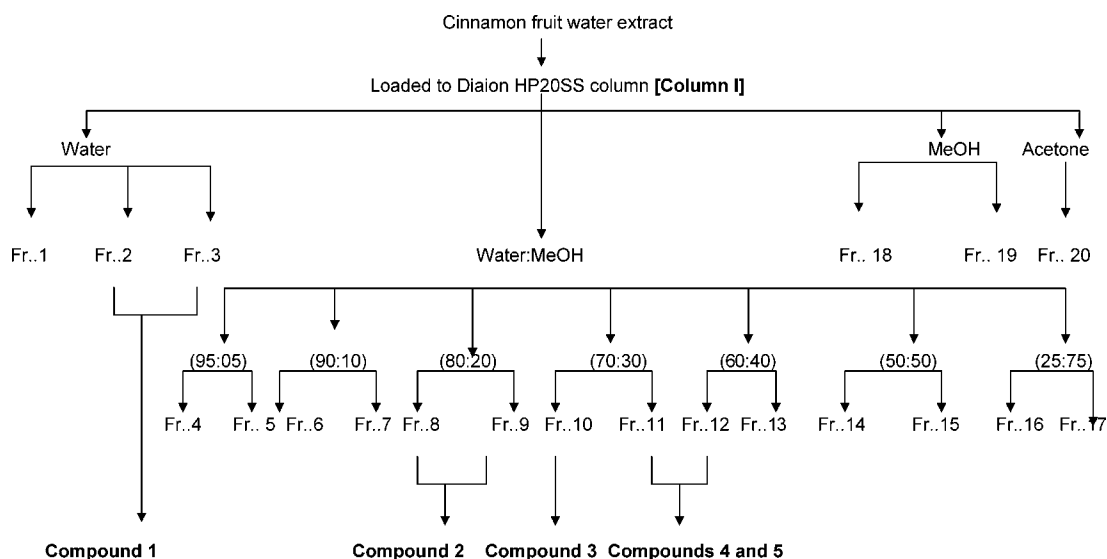 Cinnamon fruit water extract
Loaded to Diaion HP20SS column [Column I]
Water
MeOH
Acetone
Fr..1
Fr..2
Fr..3
Water:MeOH
Fr.. 18
Fr.. 19
Fr.. 20
(95:05)
(90:10)
(80:20)
(70:30)
(60:40)
(50:50)
(25:75)
Fr..4
Fr.. 5
Fr..6
Fr..7
Fr..8
Fr..9
Fr..10
Fr..11
Fr..12
Fr..13
Fr..14
Fr..15
Fr..16
Fr..17
Compound 1
Compound 2
Compound 3
Compounds 4 and 5